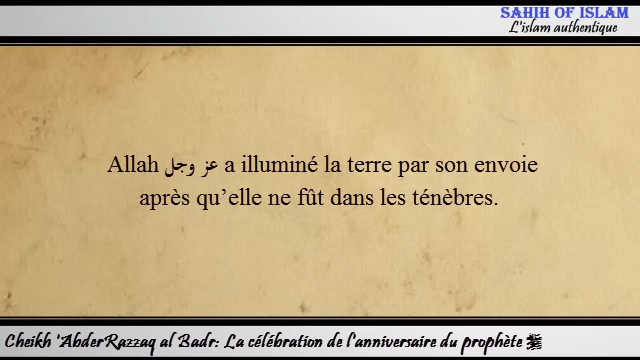 SAHIH OF ISLAM
L'islam authentique
Allah عز وجل a illuminé la terre par son envoie
après qu’elle ne fût dans les ténèbres.
Cheikh 'AbderRazzaq al Badr: La célébration de l'anniversaire du prophète ﷺ